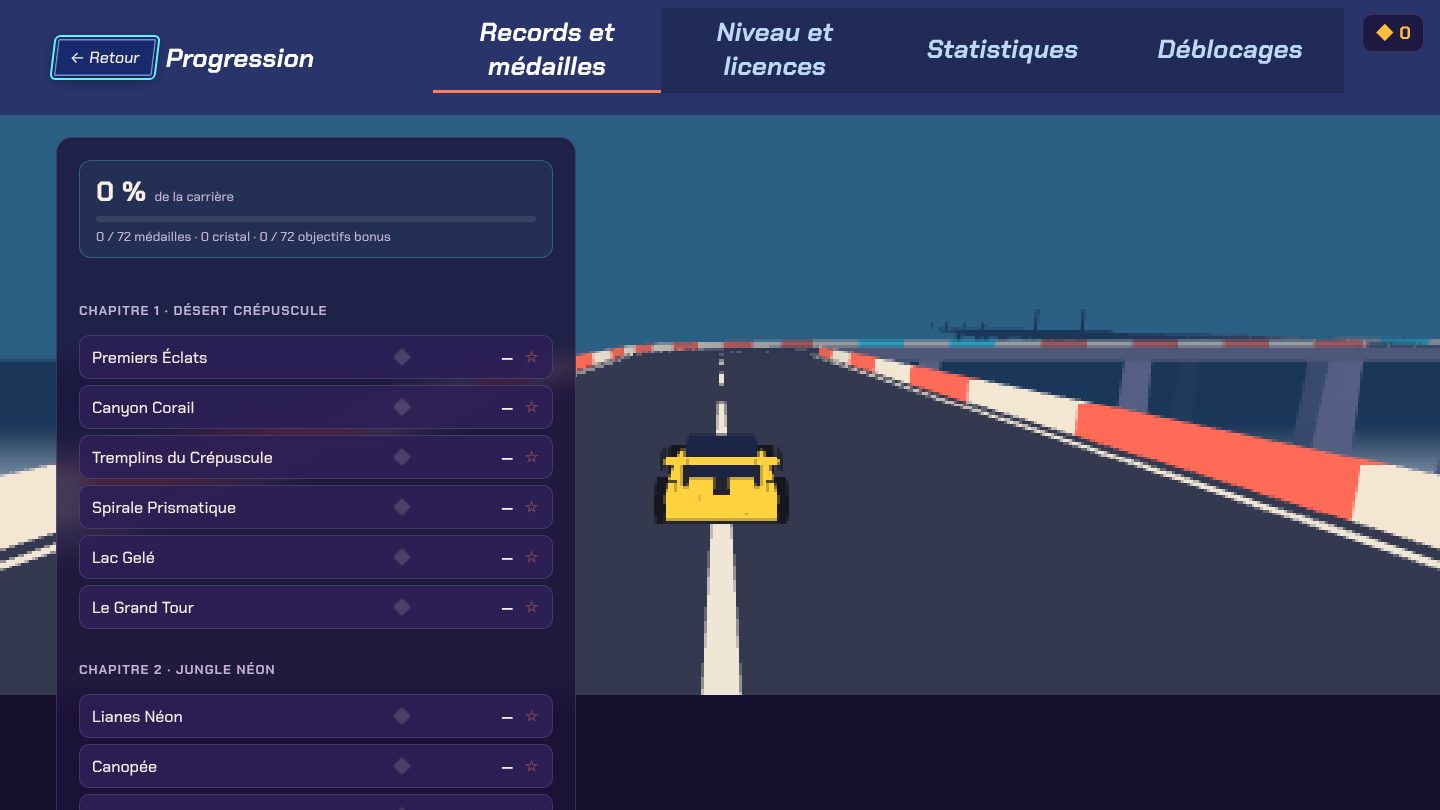 ← Retour
Progression
Records et
médailles
Niveau et
licences
Statistiques
Déblocages
0
0 % de la carrière
0 / 72 médailles · 0 cristal · 0 / 72 objectifs bonus
CHAPITRE 1 · DÉSERT CRÉPUSCULE
Premiers Éclats –
Canyon Corail –
Tremplins du Crépuscule –
Spirale Prismatique –
Lac Gelé –
Le Grand Tour –
CHAPITRE 2 · JUNGLE NÉON
Lianes Néon –
Canopée –